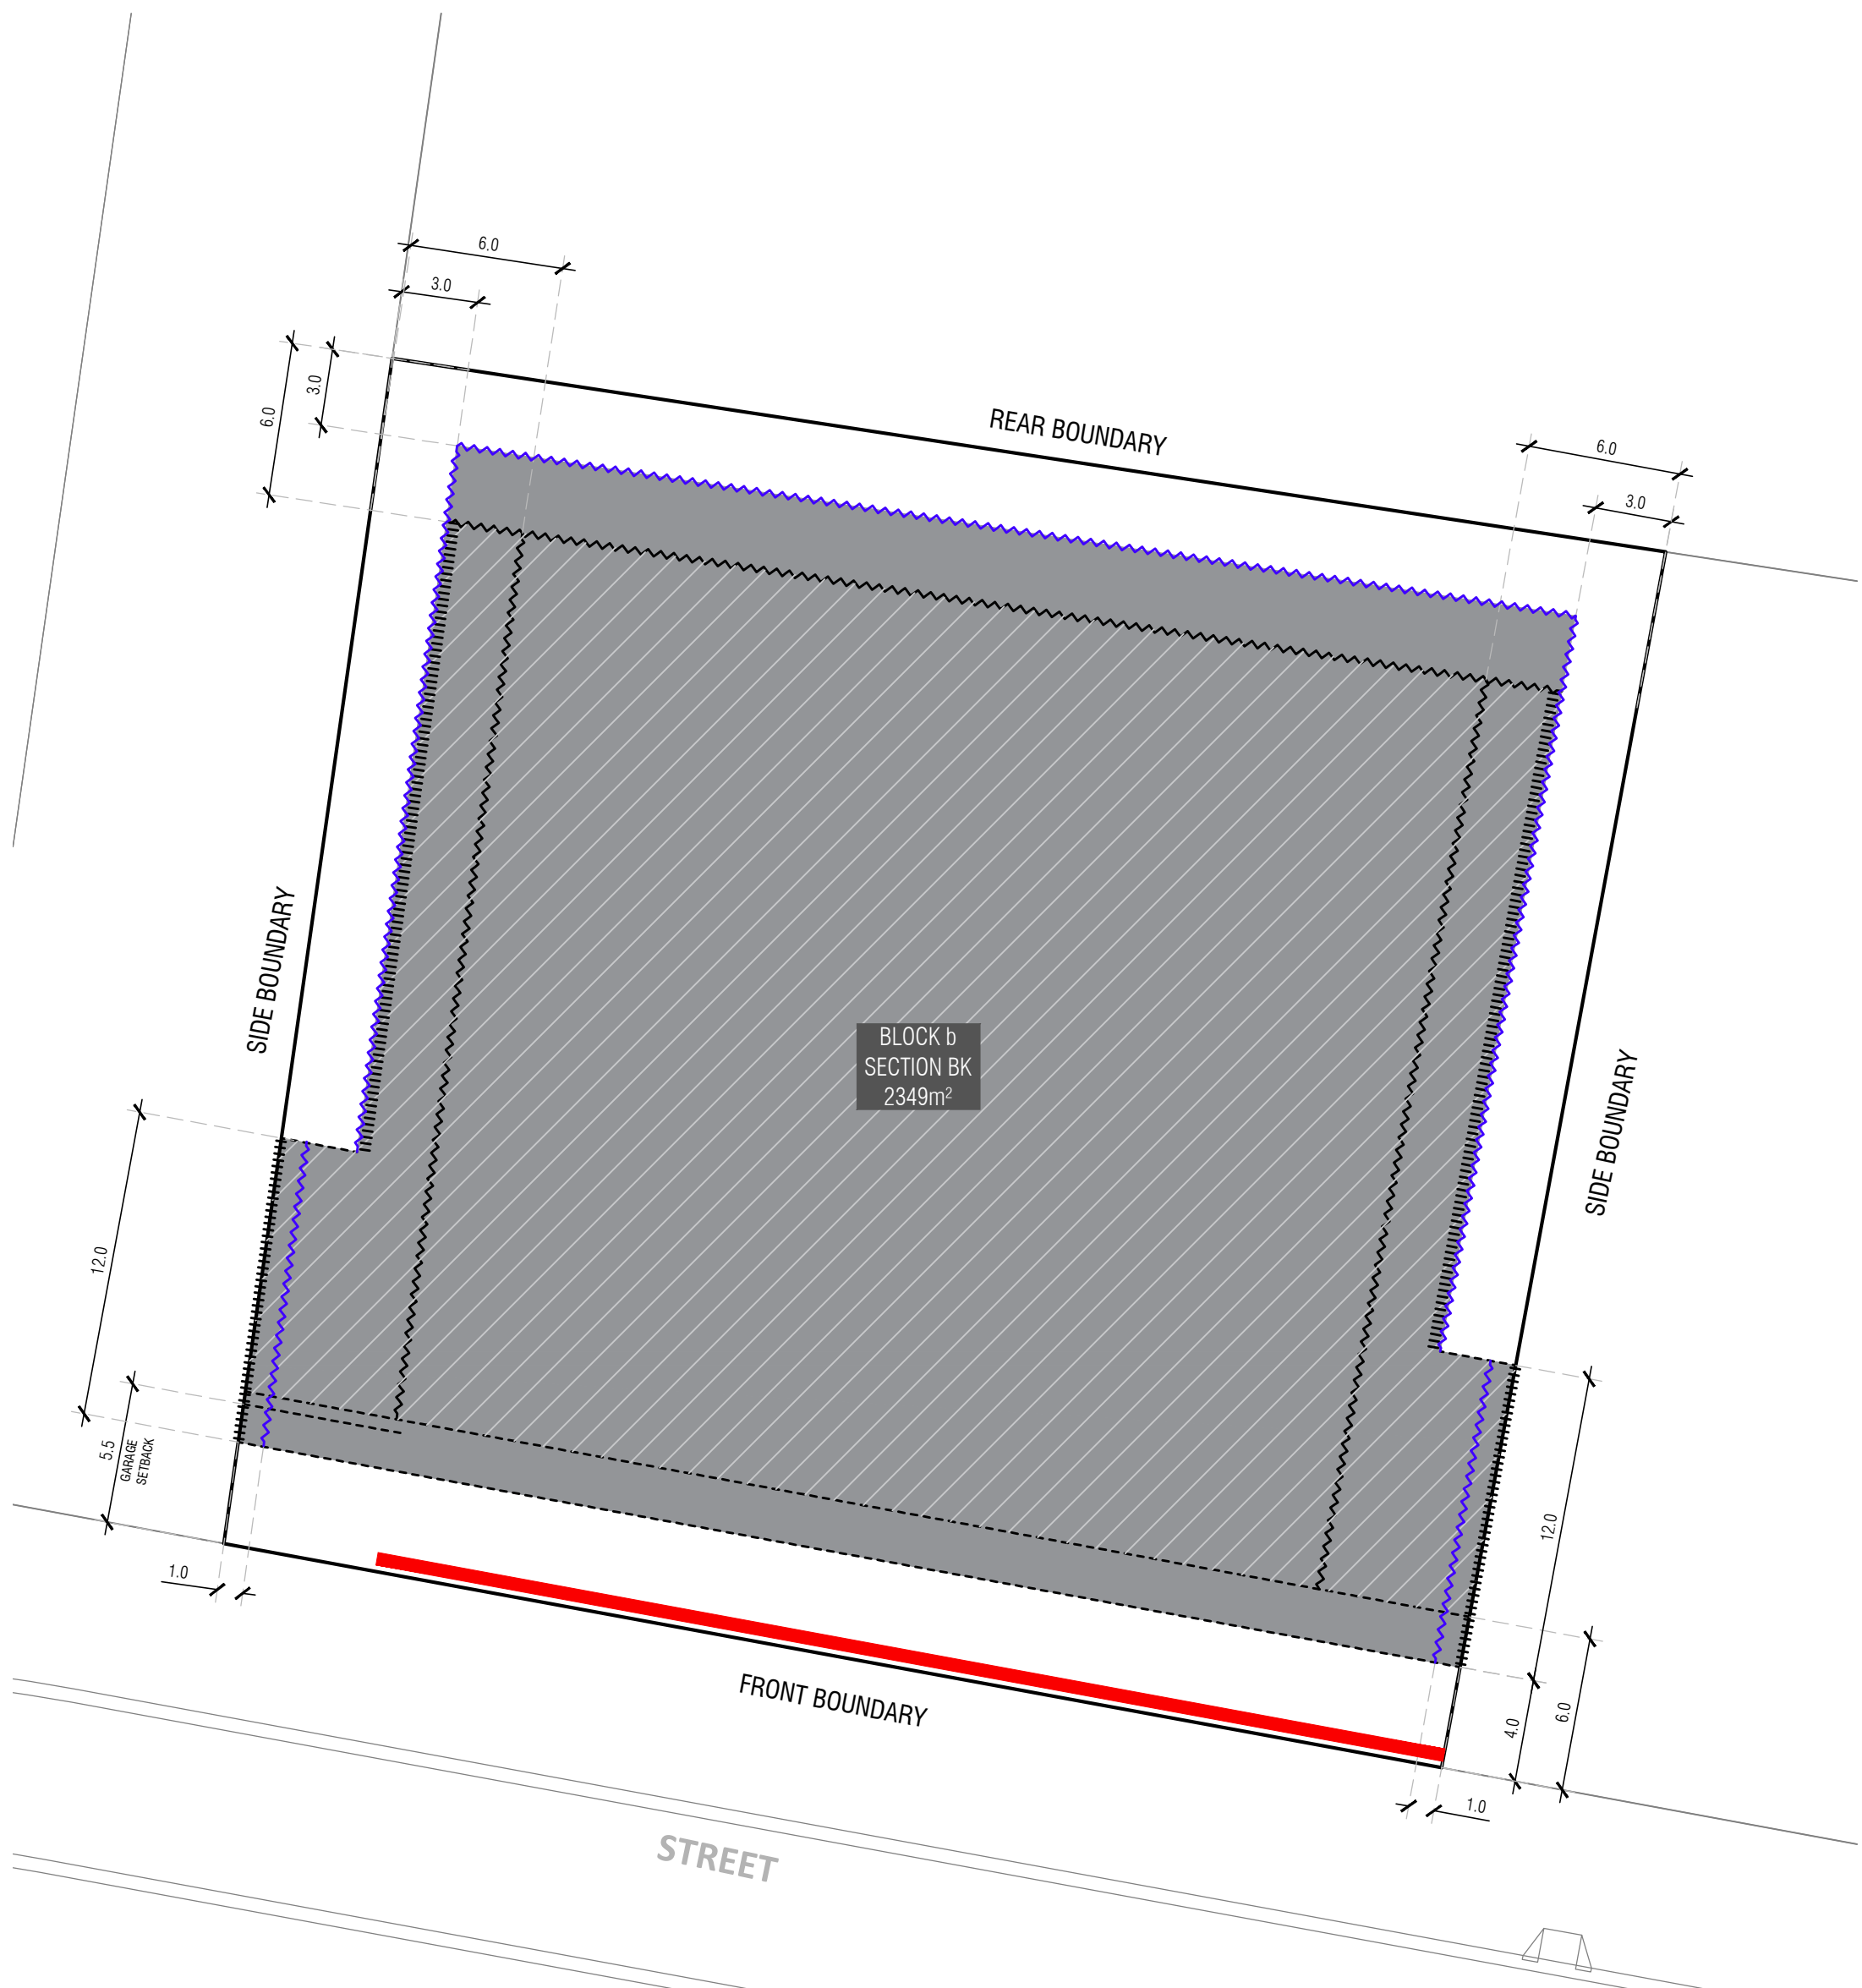 6.0
3.0
6.0
3.0
REAR BOUNDARY
6.0
3.0
SIDE BOUNDARY
BLOCK b
SECTION BK
2349m²
SIDE BOUNDARY
12.0
5.5
GARAGE
SETBACK
1.0
12.0
FRONT BOUNDARY
4.0
6.0
1.0
STREET